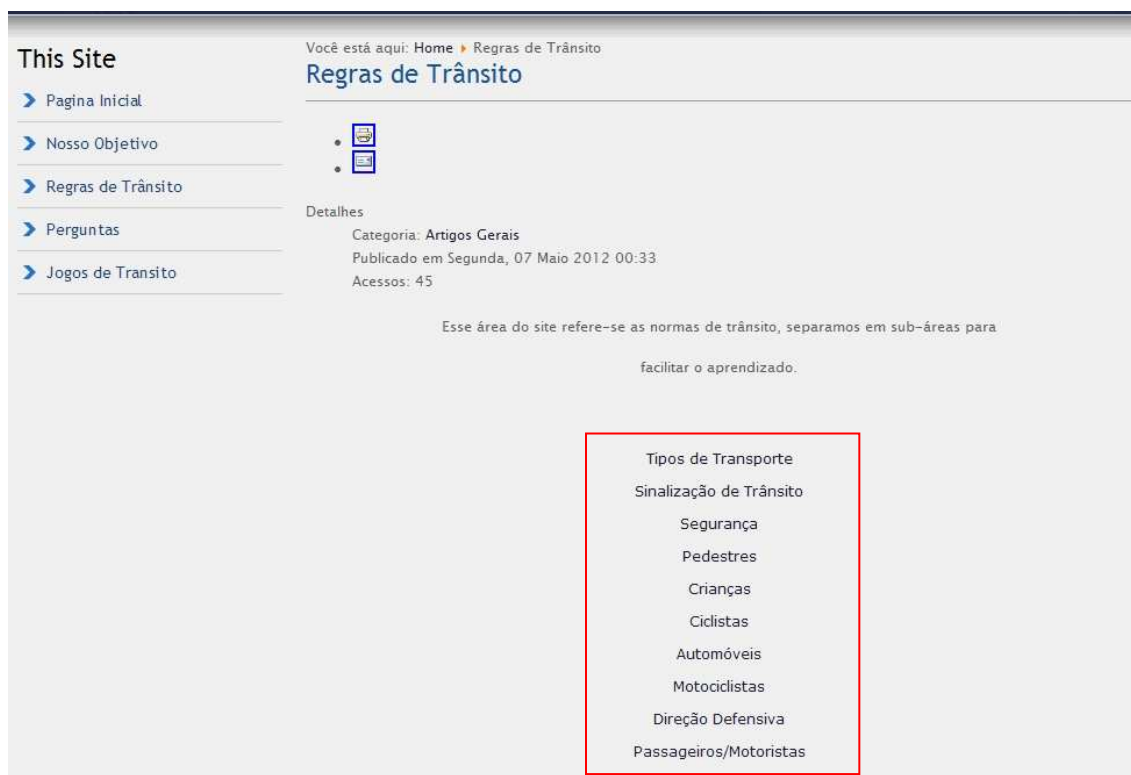 This Site
Pagina Inicial
Nosso Objetivo
Regras de Trânsito
Perguntas
Jogos de Transito
Você está aqui: Home Regras de Trânsito
Regras de Trânsito
Detalhes
Categoria: Artigos Gerais
Publicado em Segunda, 07 Maio 2012 00:33
Acessos: 45
Esse área do site refere-se as normas de trânsito, separamos em sub-áreas para
facilitar o aprendizado.
Tipos de Transporte
Sinalização de Trânsito
Segurança
Pedestres
Crianças
Ciclistas
Automóveis
Motociclistas
Direção Defensiva
Passageiros/Motoristas